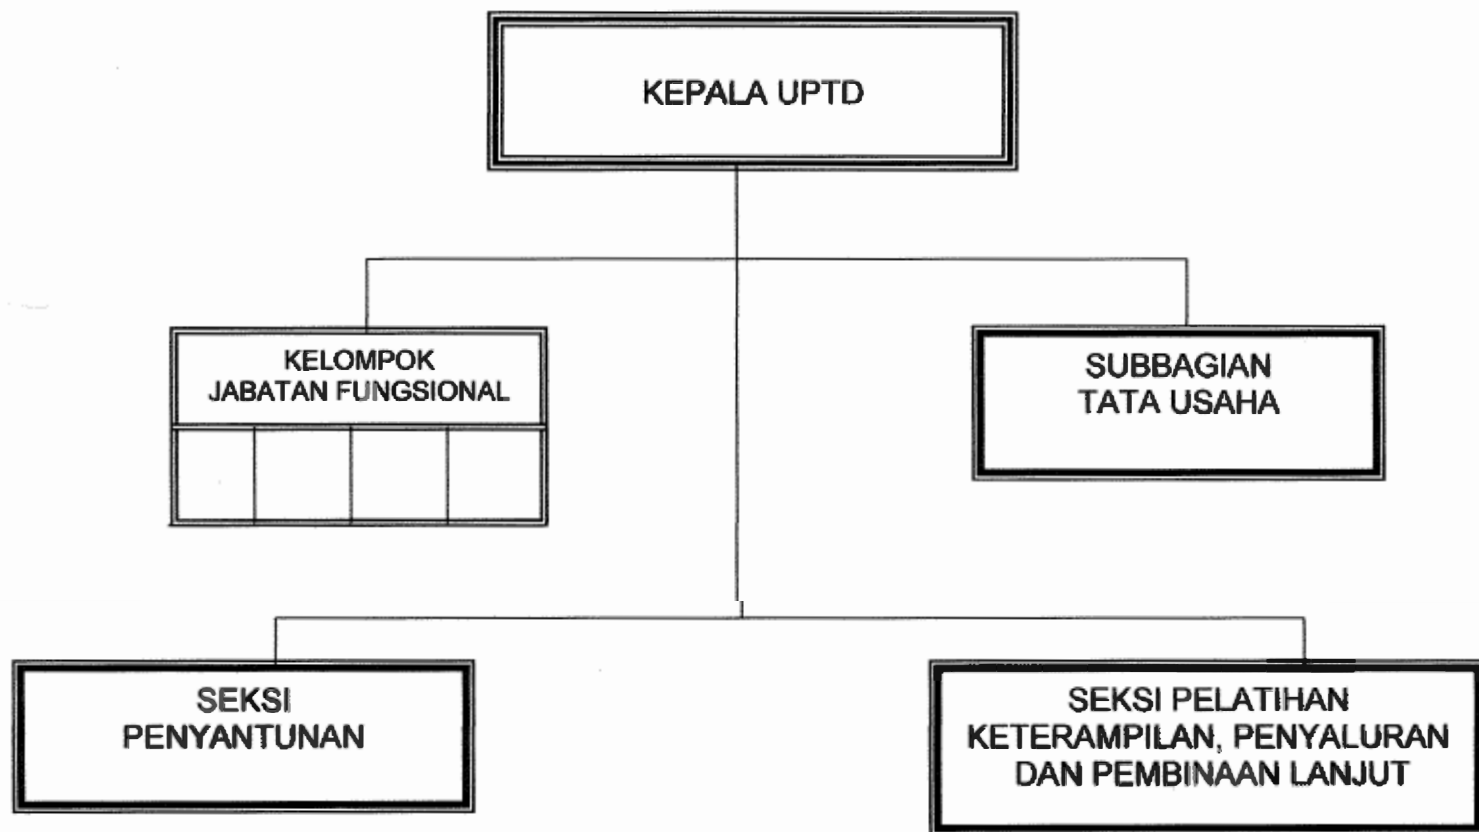 KEPALA UPTD
KELOMPOK
JABATAN FUNGSIONAL
SUBBAGIAN
TATA USAHA
SEKSI
PENYANTUNAN
SEKSI PELATIHAN
KETERAMPILAN, PENYALURAN
DAN PEMBINAAN LANJUT